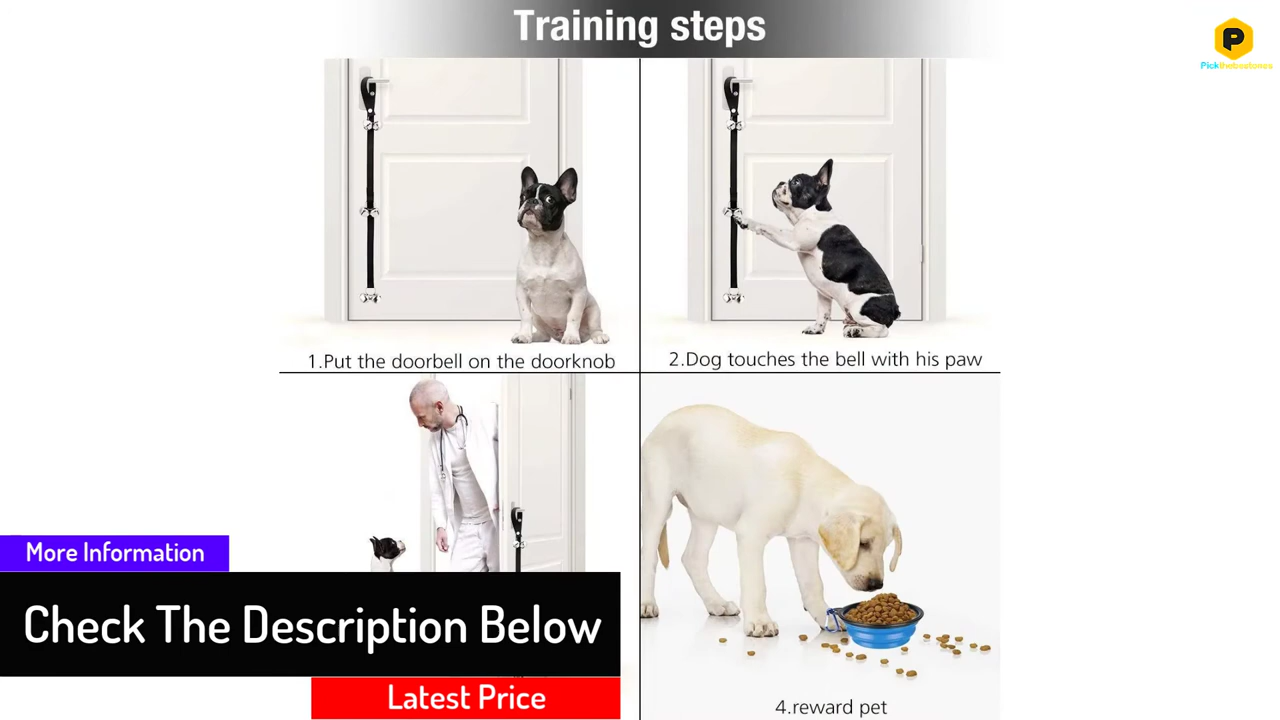 Training steps
P
Pickthebestones
1.Put the doorbell on the doorknob
2.Dog touches the bell with his paw
More Information
Check The Description Below
Latest Price
4.reward pet